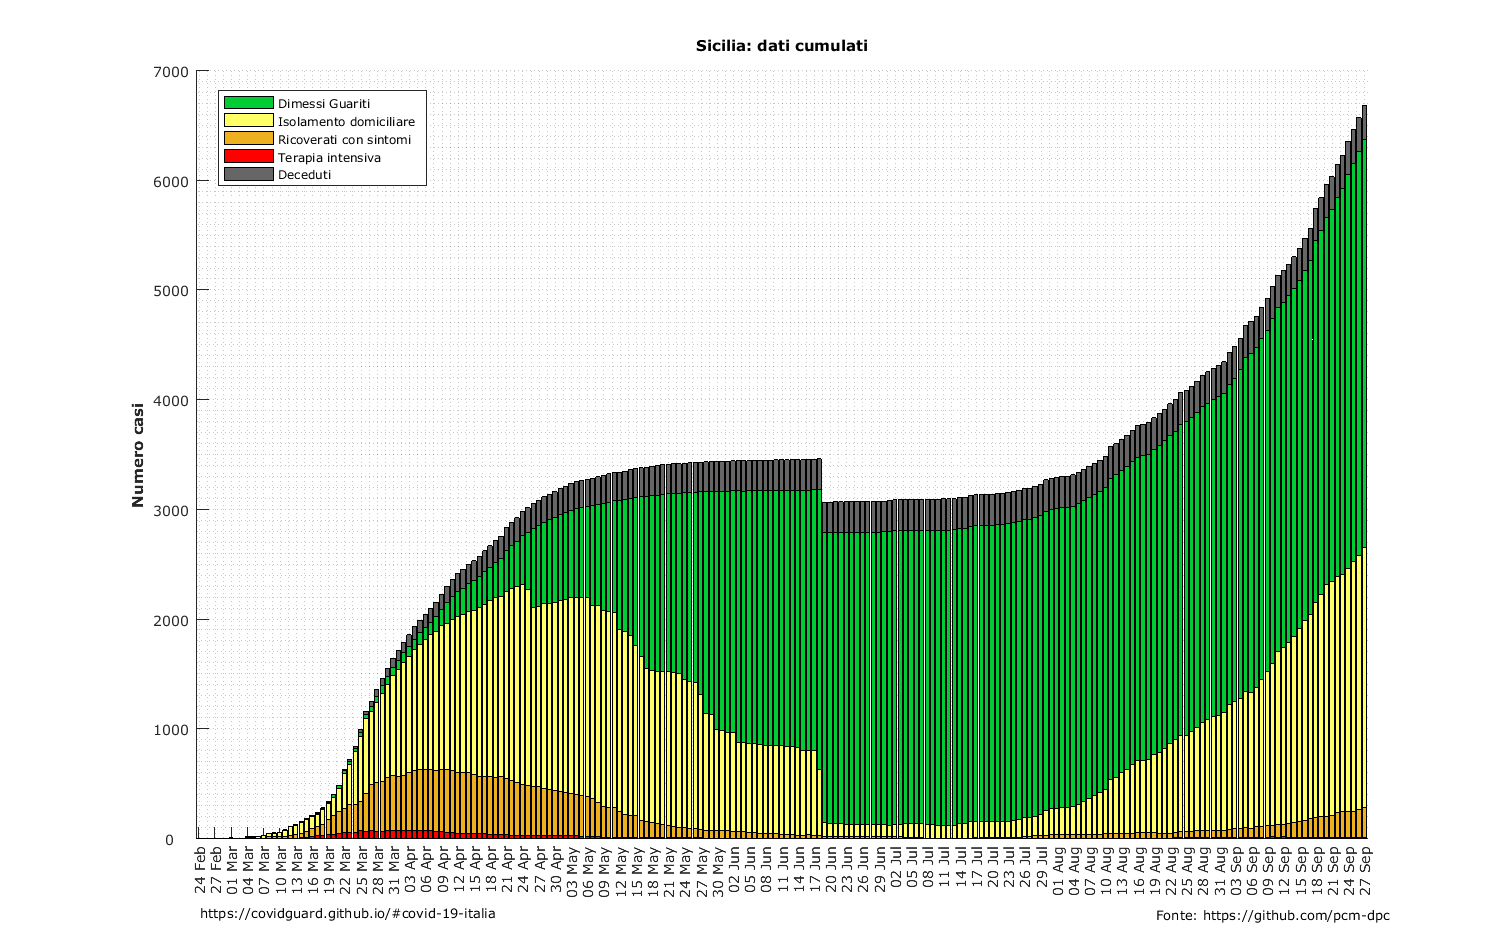 Sicilia: dati cumulati
7000
6000
5000
4000
3000
2000
1000
0
Numero casi
Dimessi Guariti
Isolamento domiciliare
Ricoverati con sintomi
Terapia intensiva
Deceduti
24 Feb
27 Feb
01 Mar
04 Mar
07 Mar
10 Mar
13 Mar
16 Mar
19 Mar
22 Mar
25 Mar
28 Mar
31 Mar
03 Apr
06 Apr
09 Apr
12 Apr
15 Apr
18 Apr
21 Apr
24 Apr
27 Apr
30 Apr
03 May
06 May
09 May
12 May
15 May
18 May
21 May
24 May
27 May
30 May
02 Jun
05 Jun
08 Jun
11 Jun
14 Jun
17 Jun
20 Jun
23 Jun
26 Jun
29 Jun
02 Jul
05 Jul
08 Jul
11 Jul
14 Jul
17 Jul
20 Jul
23 Jul
26 Jul
29 Jul
01 Aug
04 Aug
07 Aug
10 Aug
13 Aug
16 Aug
19 Aug
22 Aug
25 Aug
28 Aug
31 Aug
03 Sep
06 Sep
09 Sep
12 Sep
15 Sep
18 Sep
21 Sep
24 Sep
27 Sep
https://covidguard.github.io/#covid-19-italia
Fonte: https://github.com/pcm-dpc